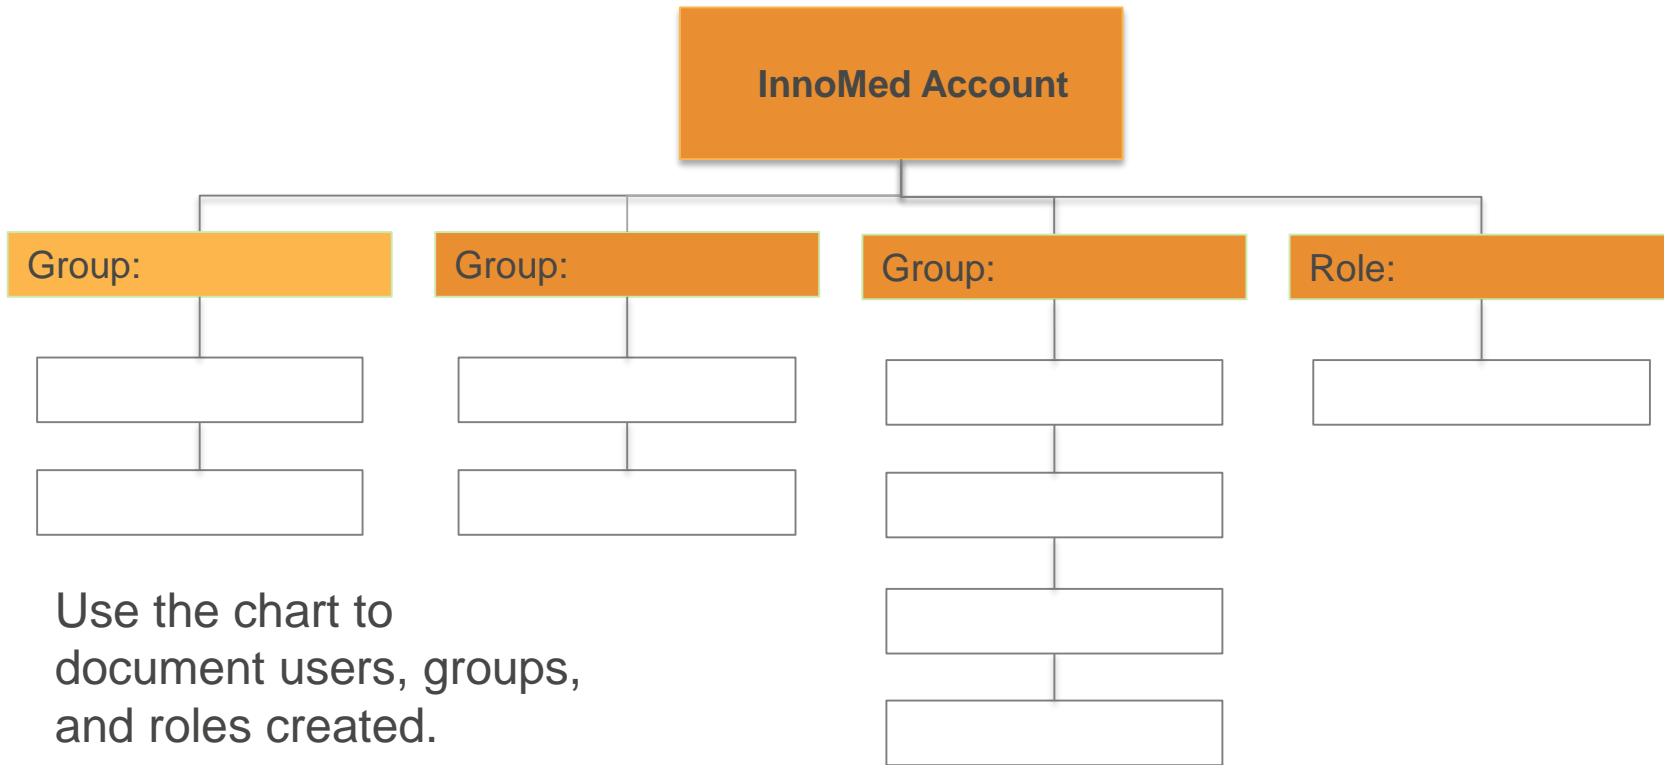 InnoMed Account
Group:
Group:
Group:
Role:
Use the chart to
document users, groups,
and roles created.